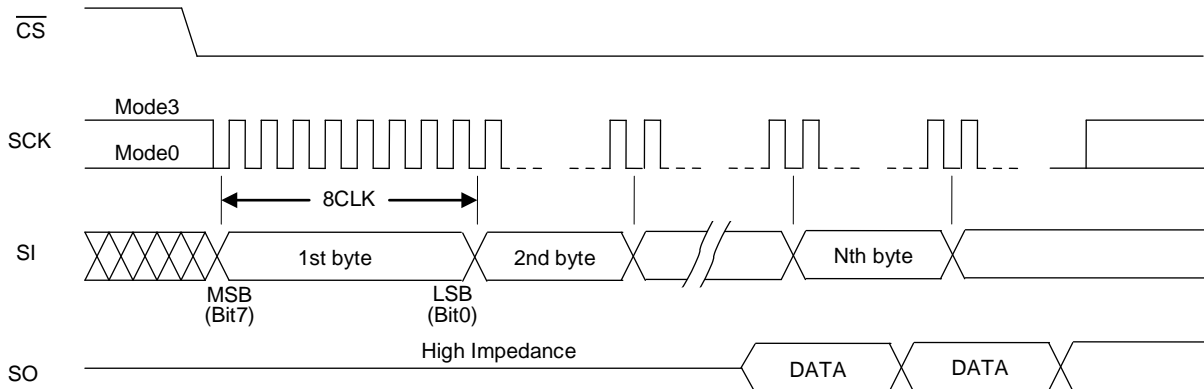 CS
Mode3
SCK
Mode0
8CLK
SI
1st byte
2nd byte
Nth byte
MSB
(Bit7)
LSB
(Bit0)
High Impedance
SO
DATA
DATA